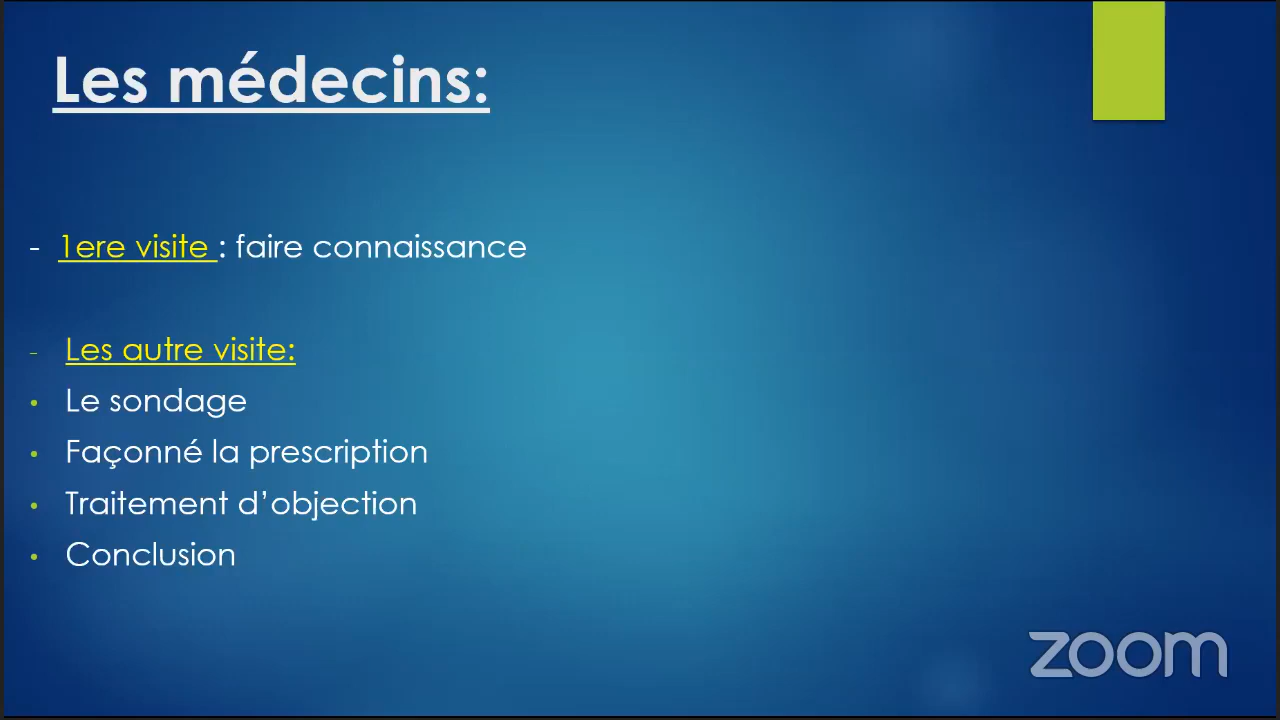 Les médecins:
- 1ere visite : faire connaissance
- Les autre visite:
• Le sondage
• Façonné la prescription
• Traitement d’objection
• Conclusion
zoom